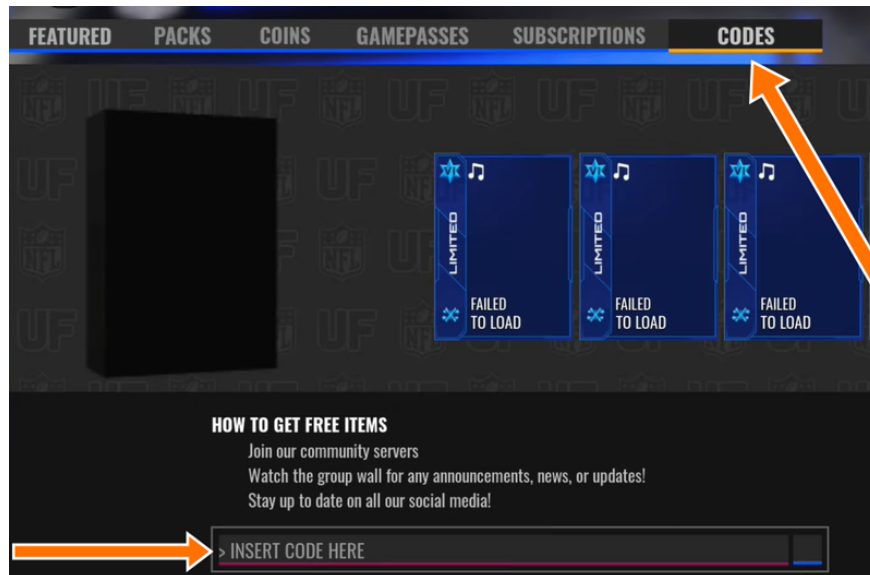 FEATURED PACKS COINS GAMEPASSES SUBSCRIPTIONS CODES
LIMITED
FAILED
TO LOAD
LIMITED
FAILED
TO LOAD
LIMITED
FAILED
TO LOAD
HOW TO GET FREE ITEMS
Join our community servers
Watch the group wall for any announcements, news, or updates!
Stay up to date on all our social media!
> INSERT CODE HERE